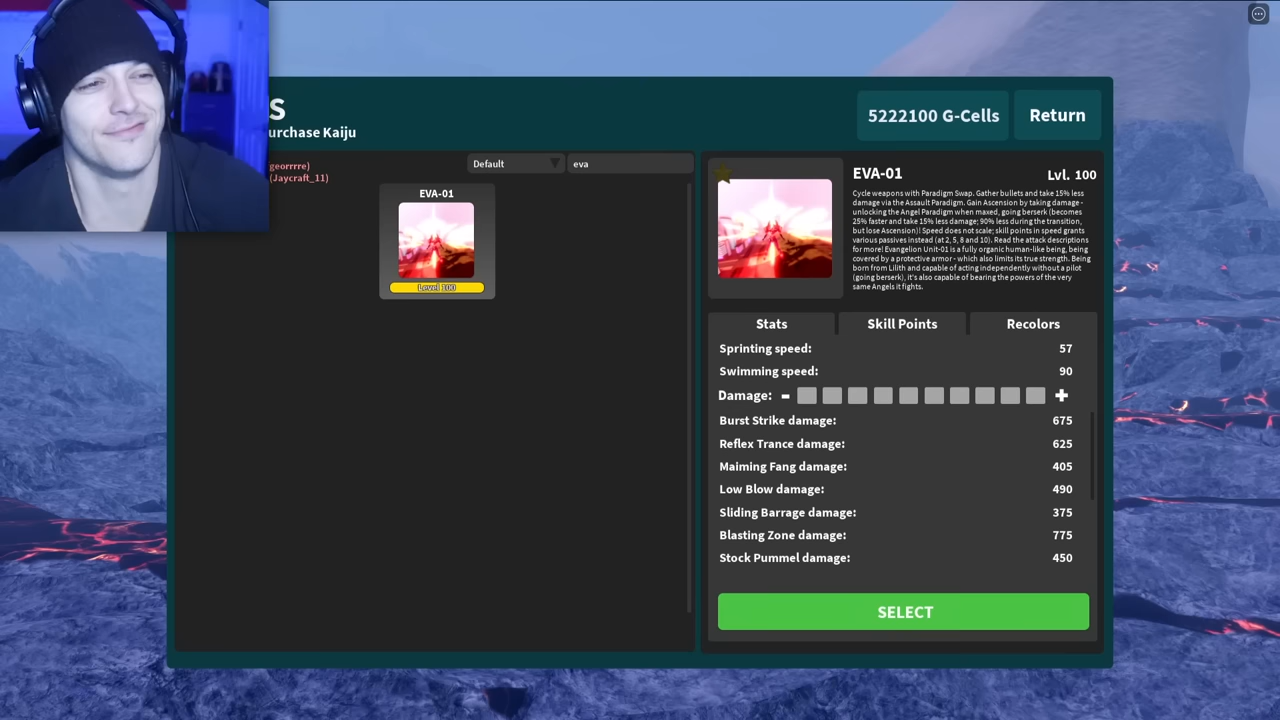 S
urchase Kaiju
5222100 G-Cells
Return
georrrre)
(Jaycraft_11)
Default
eva
EVA-01
Level 100
EVA-01
Lvl. 100
Cycle weapons with Paradigm Swap. Gather bullets and take 15% less
damage via the Assault Paradigm. Gain Ascension by taking damage -
unlocking the Angel Paradigm when maxed, going berserk (becomes
25% faster and take 15% less damage; 90% less during the transition,
but lose Ascension)! Speed does not scale; skill points in speed grants
various passives instead (at 2, 5, 8 and 10). Read the attack descriptions
for more! Evangelion Unit-01 is a fully organic human-like being, being
covered by a protective armor - which also limits its true strength. Being
born from Lilith and capable of acting independently without a pilot
(going berserk), it's also capable of bearing the powers of the very
same Angels it fights.
Stats
Skill Points
Recolors
Sprinting speed: 57
Swimming speed: 90
Damage: - +
Burst Strike damage: 675
Reflex Trance damage: 625
Maiming Fang damage: 405
Low Blow damage: 490
Sliding Barrage damage: 375
Blasting Zone damage: 775
Stock Pummel damage: 450
SELECT